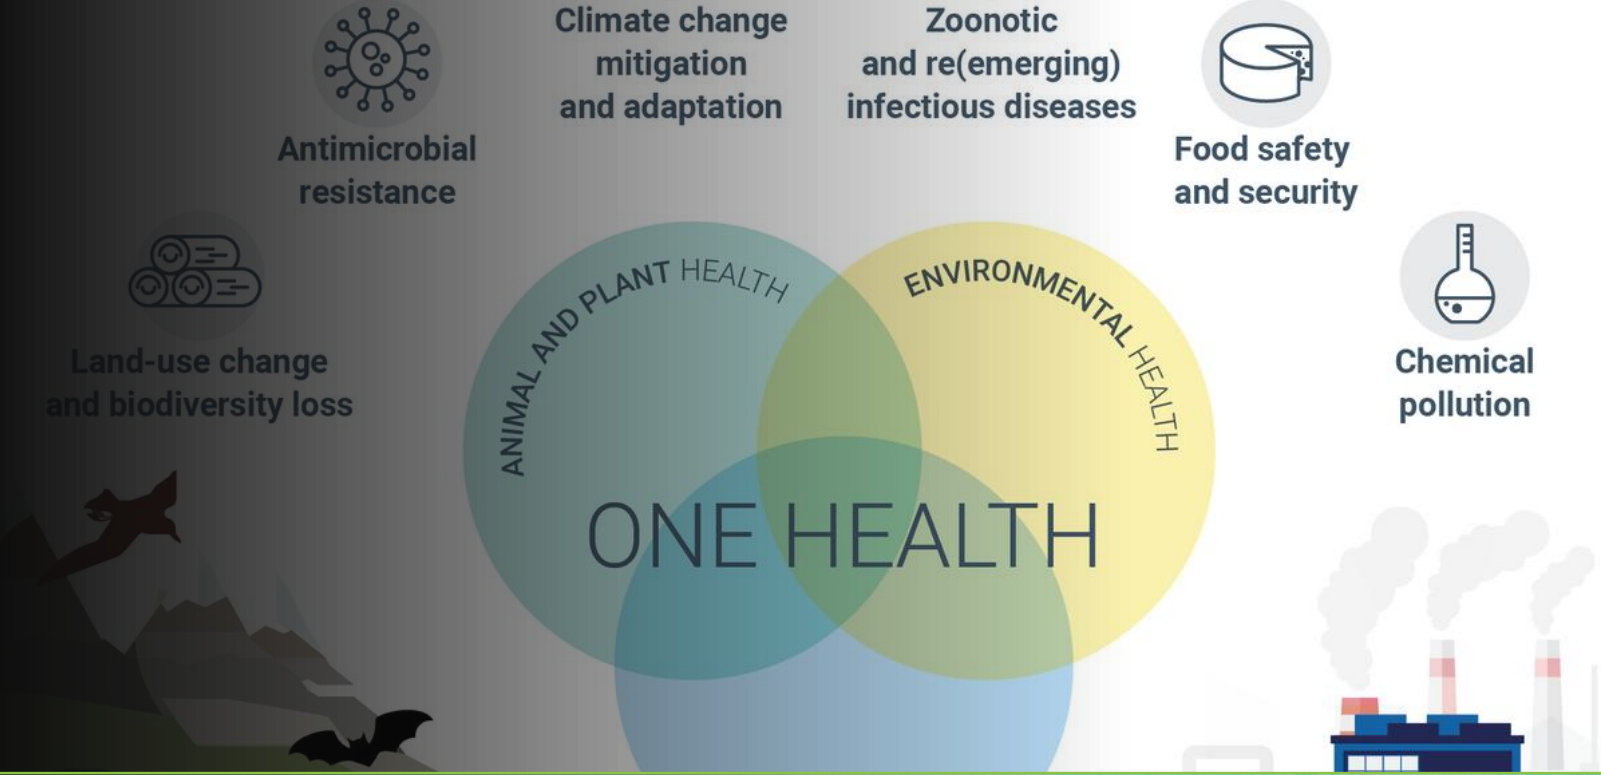 Climate change
mitigation
and adaptation
Zoonotic
and re(emerging)
infectious diseases
Antimicrobial
resistance
Food safety
and security
Land-use change
and biodiversity loss
Chemical
pollution
ANIMAL AND PLANT HEALTH
ENVIRONMENTAL HEALTH
ONE HEALTH